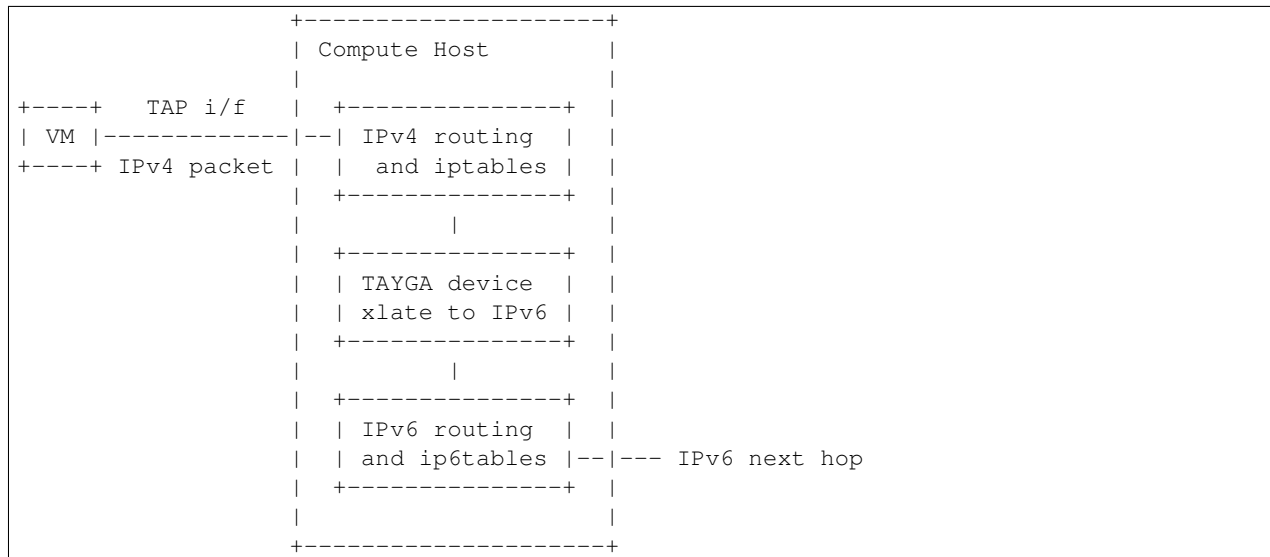 Compute Host
TAP i/f
VM
IPv4 routing
IPv4 packet
and iptables
TAYGA device
xlate to IPv6
IPv6 routing
and ip6tables
IPv6 next hop